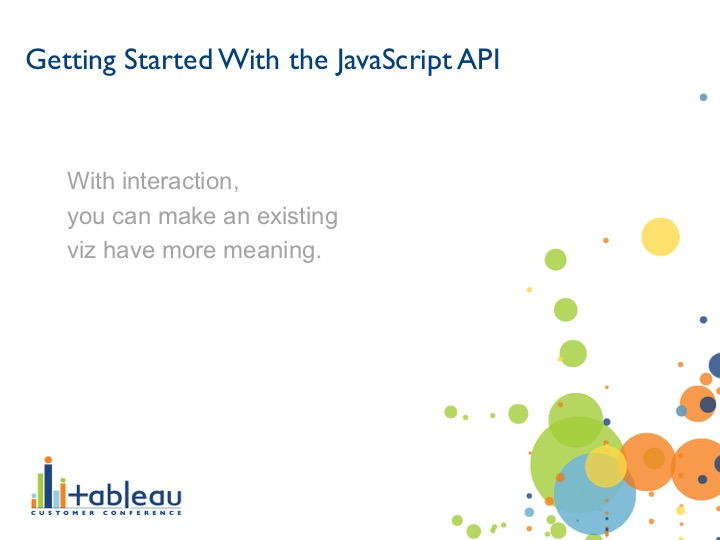 Getting Started With the JavaScript API
With interaction,
you can make an existing
viz have more meaning.
+ableau
CUSTOMER CONFERENCE